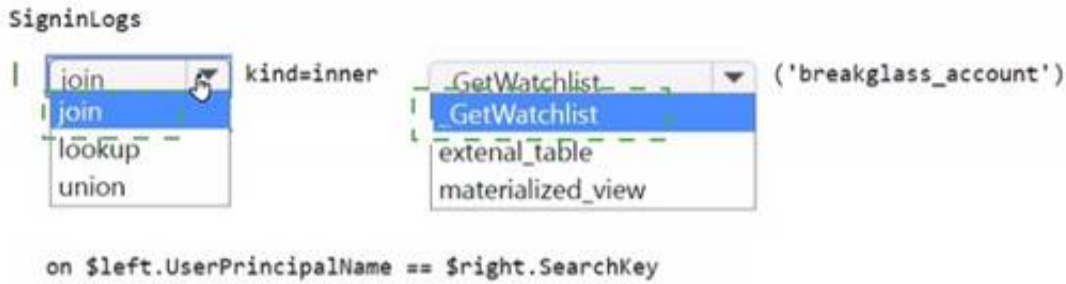 SigninLogs
| join kind=inner _GetWatchlist ('breakglass_account')
join _GetWatchlist
lookup extenal_table
union materialized_view
on $left.UserPrincipalName == $right.SearchKey